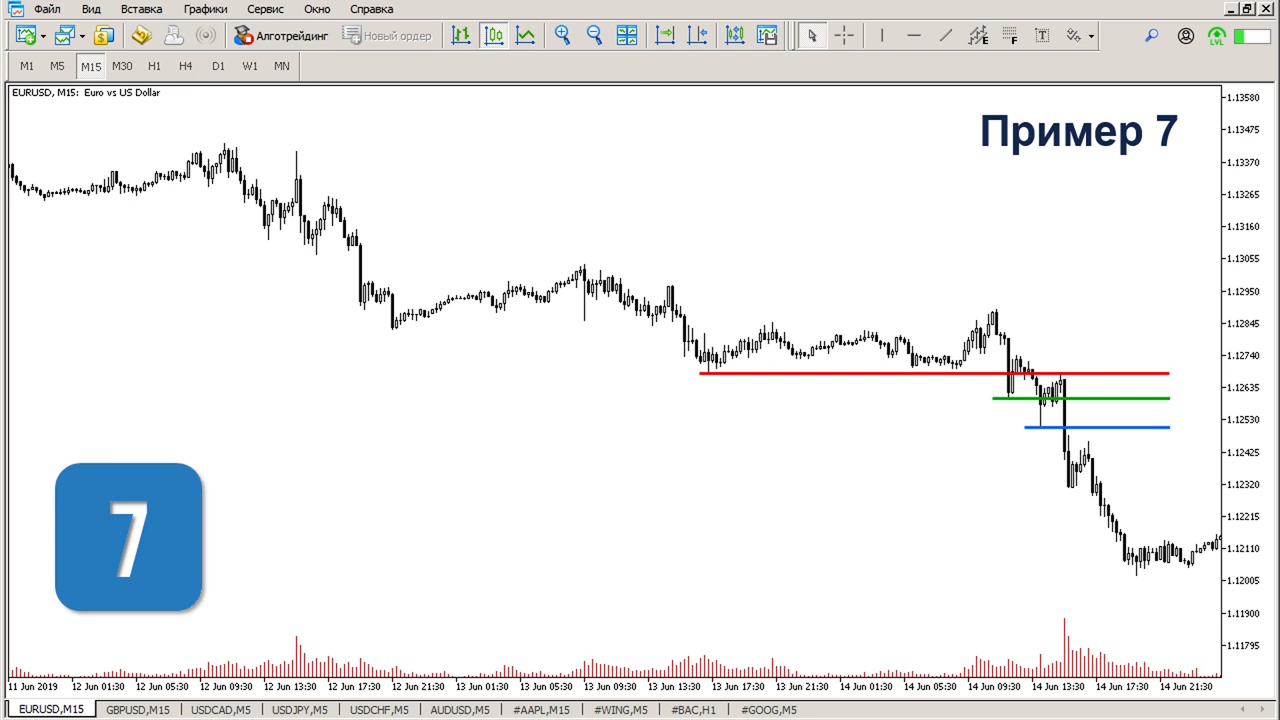 Файл Вид Вставка Графики Сервис Окно Справка
Алготрейдинг Новый ордер LVL
M1 M5 M15 M30 H1 H4 D1 W1 MN
EURUSD, M15: Euro vs US Dollar
Пример 7
1.13580
1.13475
1.13370
1.13265
1.13160
1.13055
1.12950
1.12845
1.12740
1.12635
1.12530
1.12425
1.12320
1.12215
1.12110
1.12005
1.11900
1.11795
7
11 Jun 2019 12 Jun 01:30 12 Jun 05:30 12 Jun 09:30 12 Jun 13:30 12 Jun 17:30 12 Jun 21:30 13 Jun 01:30 13 Jun 05:30 13 Jun 09:30 13 Jun 13:30 13 Jun 17:30 13 Jun 21:30 14 Jun 01:30 14 Jun 05:30 14 Jun 09:30 14 Jun 13:30 14 Jun 17:30 14 Jun 21:30
EURUSD,M15 GBPUSD,M15 USDCAD,M5 USDJPY,M5 USDCHF,M5 AUDUSD,M5 #AAPL,M15 #WING,M5 #BAC,H1 #GOOG,M5